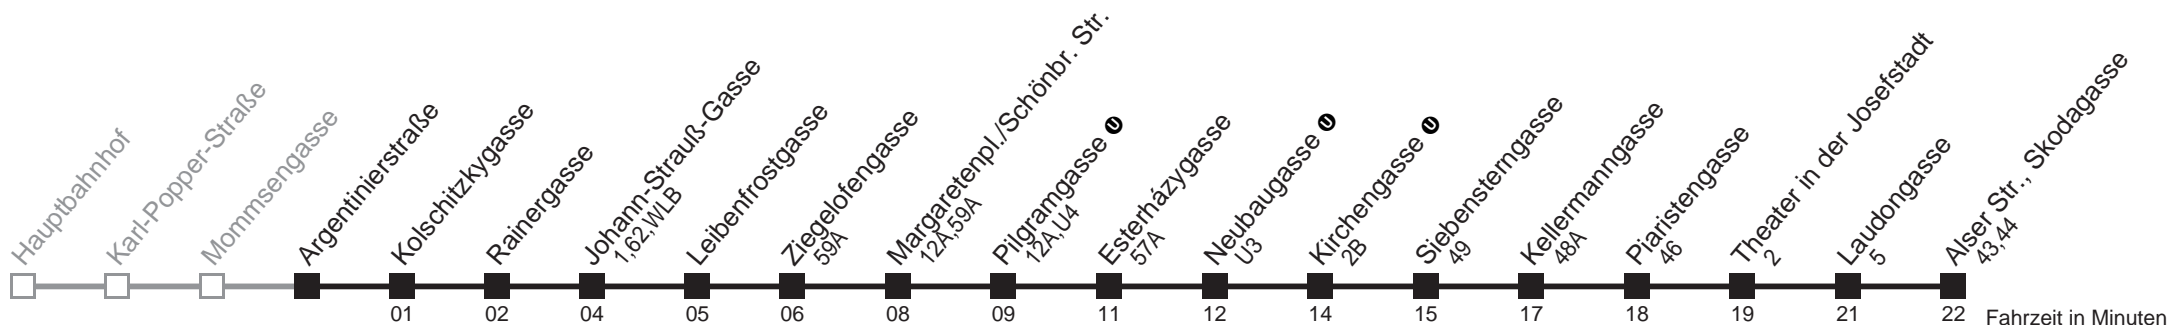 Hauptbahnhof
Karl-Popper-Straße
Mommsengasse
Argentinierstraße
Kolschitzkygasse
01
Rainergasse
02
Johann-Strauß-Gasse
1,62,WLB
04
Leibenfrostgasse
05
Ziegelofengasse
59A
06
Margaretenpl./Schönbr. Str.
12A,59A
08
Pilgramgasse U
12A,U4
09
Esterházygasse
57A
11
Neubaugasse U
U3
12
Kirchengasse U
2B
14
Siebensterngasse
49
15
Kellermanngasse
48A
17
Piaristengasse
46
18
Theater in der Josefstadt
2
19
Laudongasse
5
21
Alser Str., Skodagasse
43,44
22
Fahrzeit in Minuten